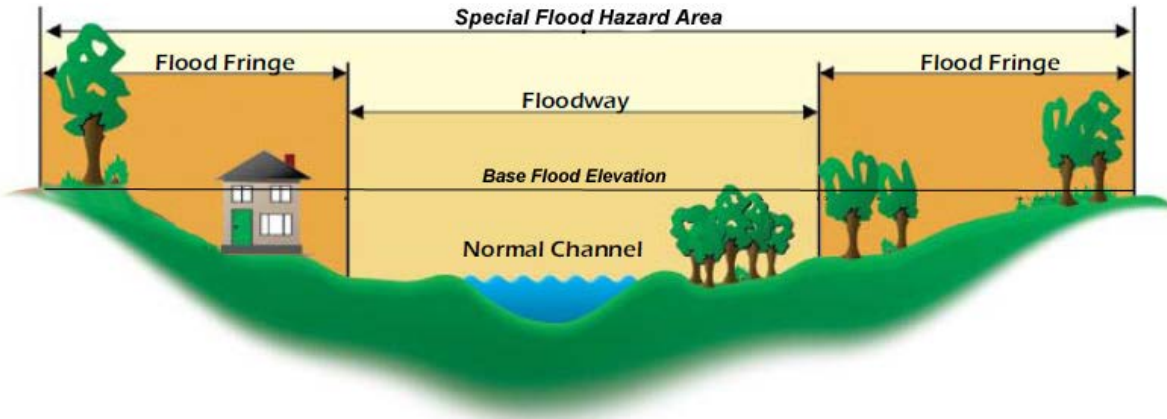 Special Flood Hazard Area
Flood Fringe
Flood Fringe
Floodway
Base Flood Elevation
Normal Channel